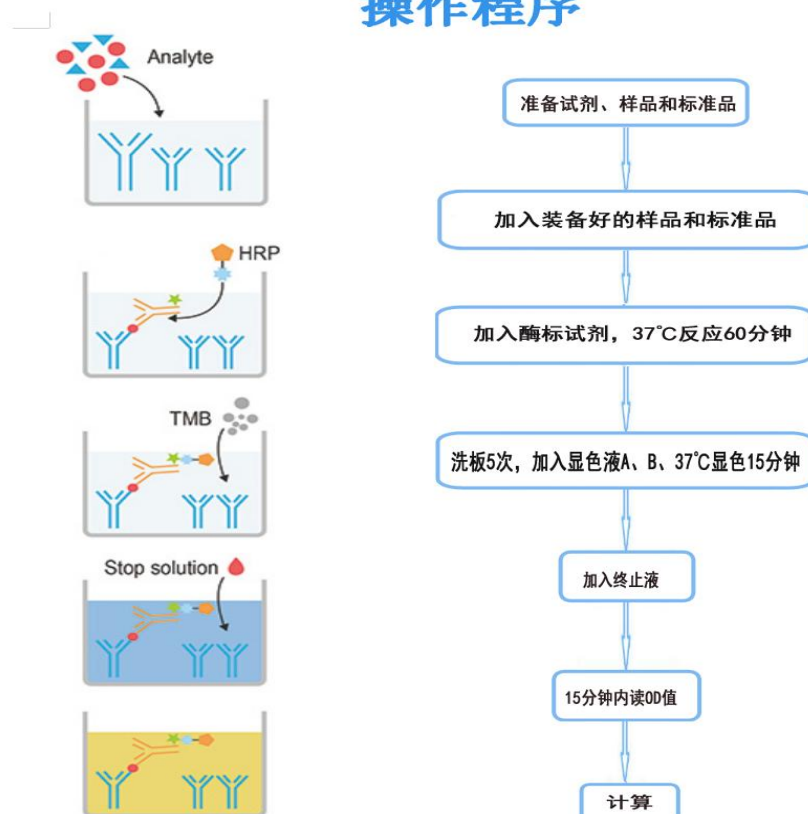 操作程序
Analyte
HRP
TMB
Stop solution
准备试剂、样品和标准品
加入装备好的样品和标准品
加入酶标试剂，37℃反应60分钟
洗板5次，加入显色液A、B、37℃显色15分钟
加入终止液
15分钟内读OD值
计算